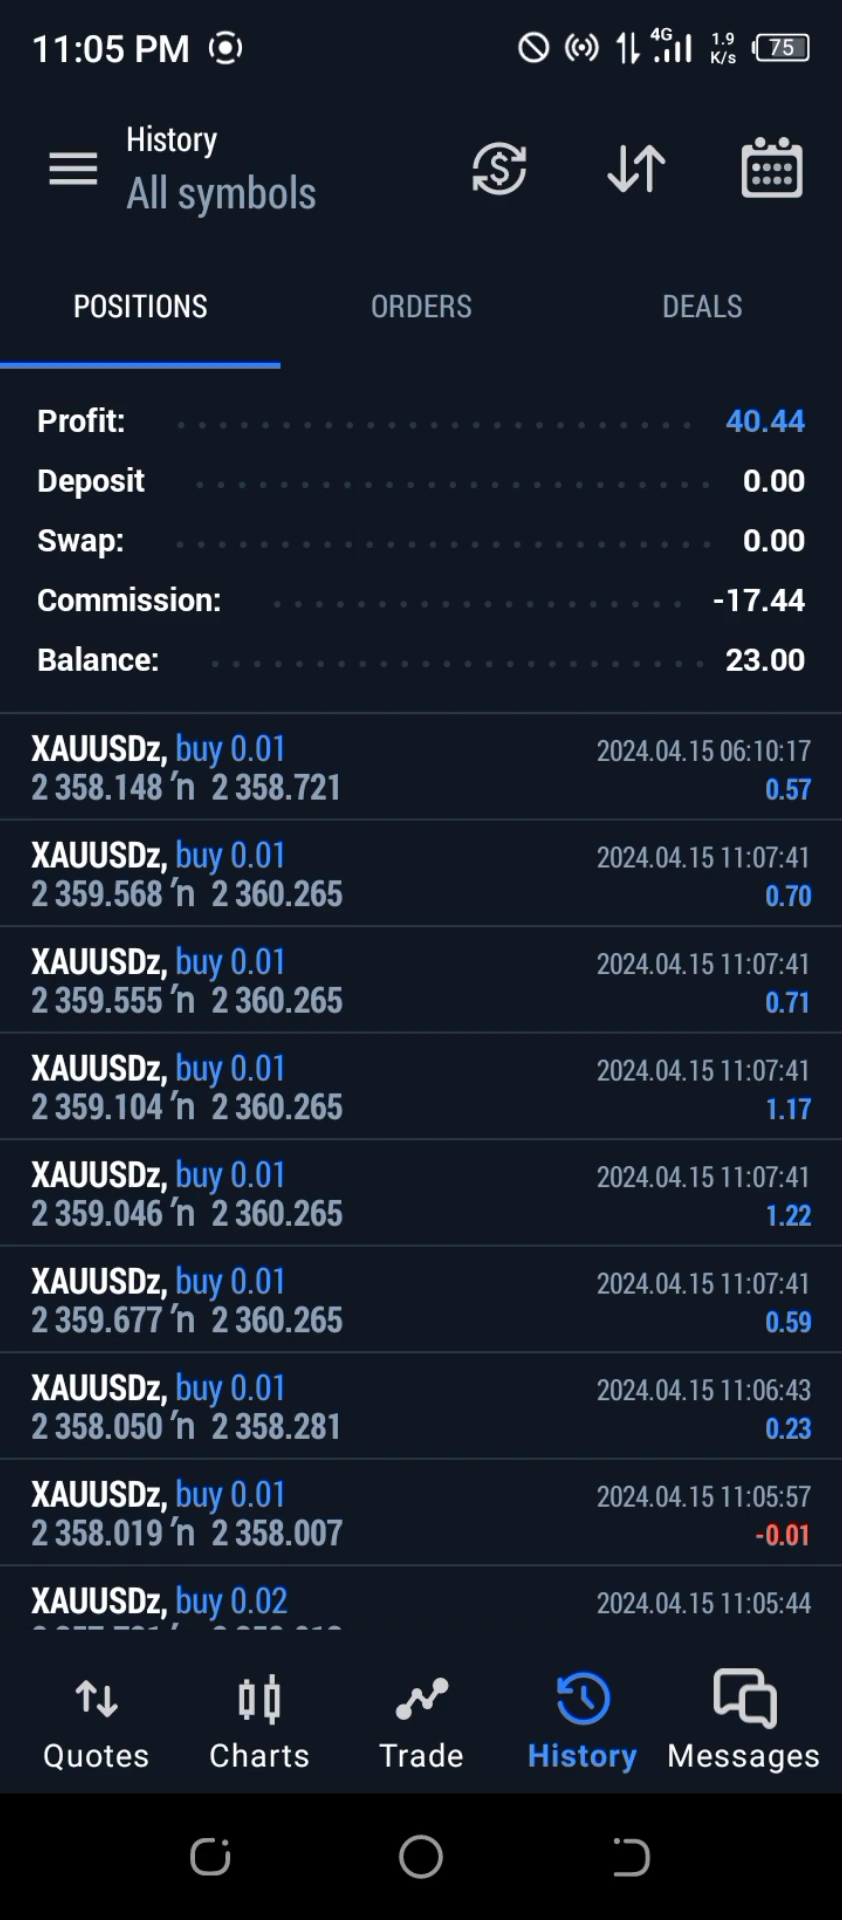 11:05 PM 4G 1.9 K/s 75
History
All symbols
POSITIONS ORDERS DEALS
Profit: 40.44
Deposit 0.00
Swap: 0.00
Commission: -17.44
Balance: 23.00
XAUUSDz, buy 0.01 2024.04.15 06:10:17
2 358.148 ’n 2 358.721 0.57
XAUUSDz, buy 0.01 2024.04.15 11:07:41
2 359.568 ’n 2 360.265 0.70
XAUUSDz, buy 0.01 2024.04.15 11:07:41
2 359.555 ’n 2 360.265 0.71
XAUUSDz, buy 0.01 2024.04.15 11:07:41
2 359.104 ’n 2 360.265 1.17
XAUUSDz, buy 0.01 2024.04.15 11:07:41
2 359.046 ’n 2 360.265 1.22
XAUUSDz, buy 0.01 2024.04.15 11:07:41
2 359.677 ’n 2 360.265 0.59
XAUUSDz, buy 0.01 2024.04.15 11:06:43
2 358.050 ’n 2 358.281 0.23
XAUUSDz, buy 0.01 2024.04.15 11:05:57
2 358.019 ’n 2 358.007 -0.01
XAUUSDz, buy 0.02 2024.04.15 11:05:44
Quotes Charts Trade History Messages